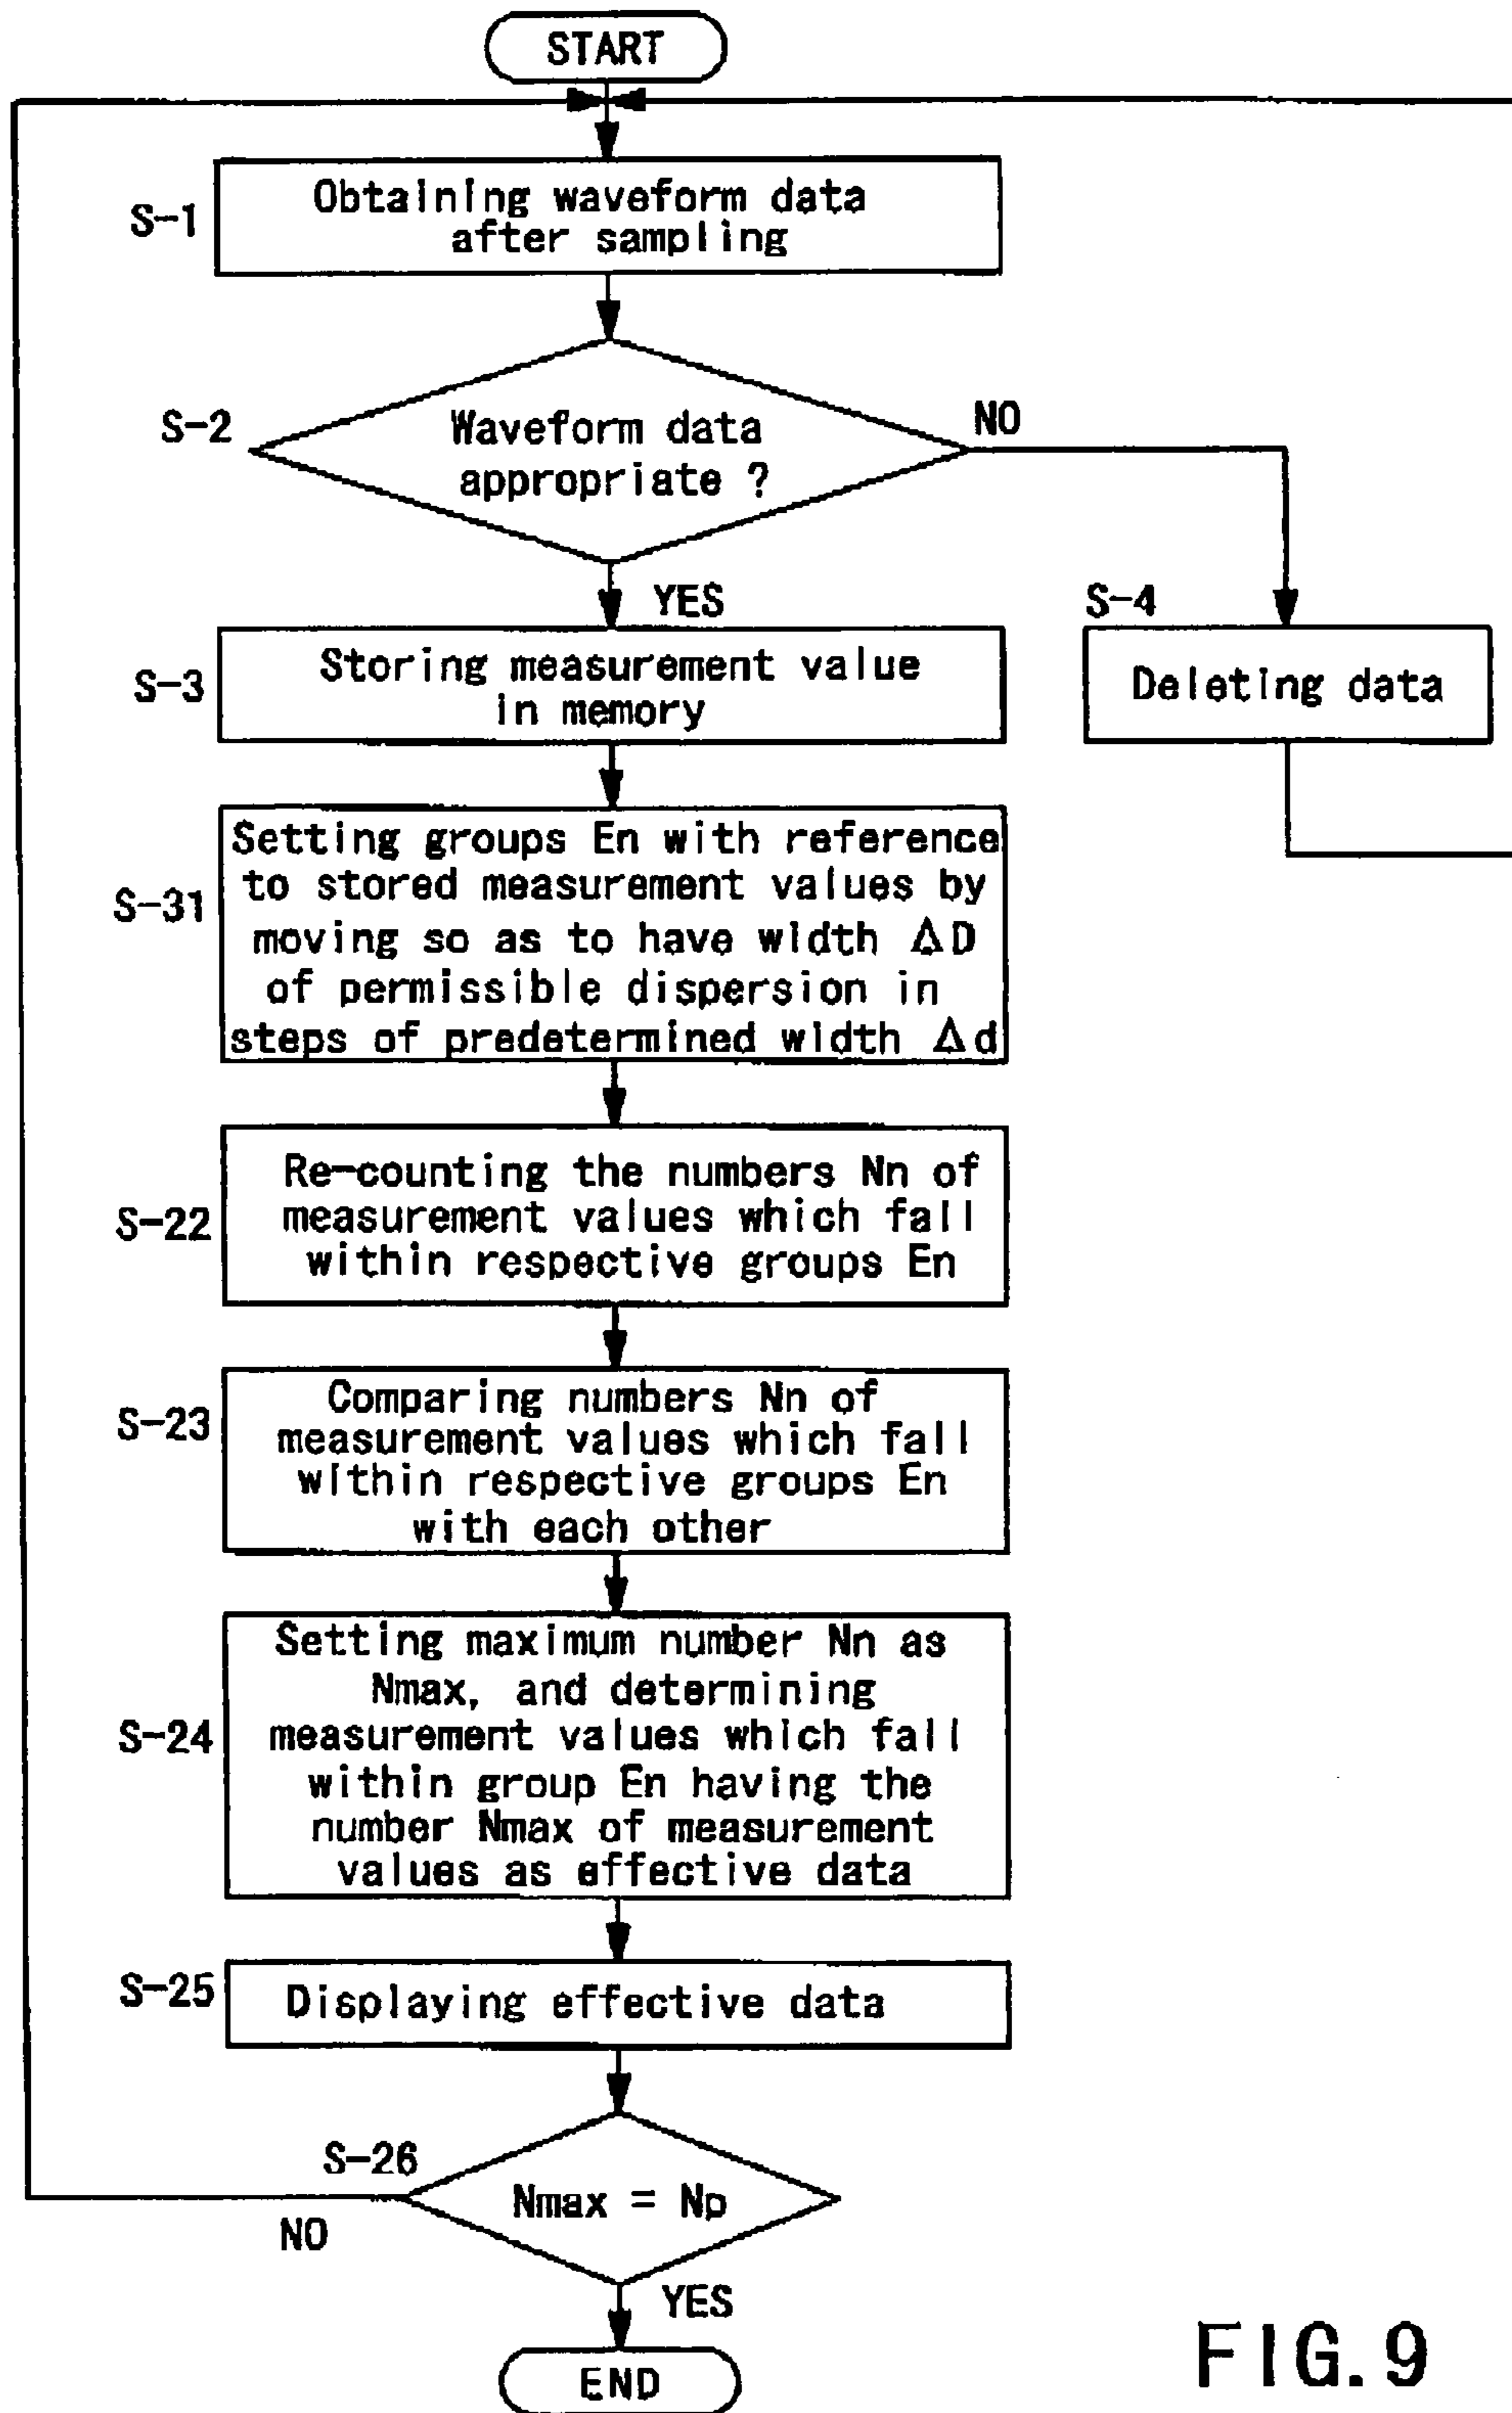 START
S-1
Obtaining waveform data
after sampling
S-2
Waveform data
appropriate ?
NO
YES
S-4
Deleting data
S-3
Storing measurement value
in memory
S-31
Setting groups En with reference
to stored measurement values by
moving so as to have width ΔD
of permissible dispersion in
steps of predetermined width Δd
S-22
Re-counting the numbers Nn of
measurement values which fall
within respective groups En
S-23
Comparing numbers Nn of
measurement values which fall
within respective groups En
with each other
S-24
Setting maximum number Nn as
Nmax, and determining
measurement values which fall
within group En having the
number Nmax of measurement
values as effective data
S-25
Displaying effective data
S-26
Nmax = Np
NO
YES
END
FIG.9